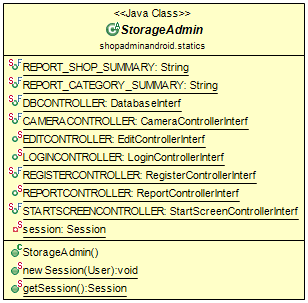 <<Java Class>>
StorageAdmin
shopadminandroid.statics
REPORT_SHOP_SUMMARY: String
REPORT_CATEGORY_SUMMARY: String
DBCONTROLLER: DatabaseInterf
CAMERACONTROLLER: CameraControllerInterf
EDITCONTROLLER: EditControllerInterf
LOGINCONTROLLER: LoginControllerInterf
REGISTERCONTROLLER: RegisterControllerInterf
REPORTCONTROLLER: ReportControllerInterf
STARTSCREENCONTROLLER: StartScreenControllerInterf
session: Session
StorageAdmin()
newSession(User):void
getSession():Session